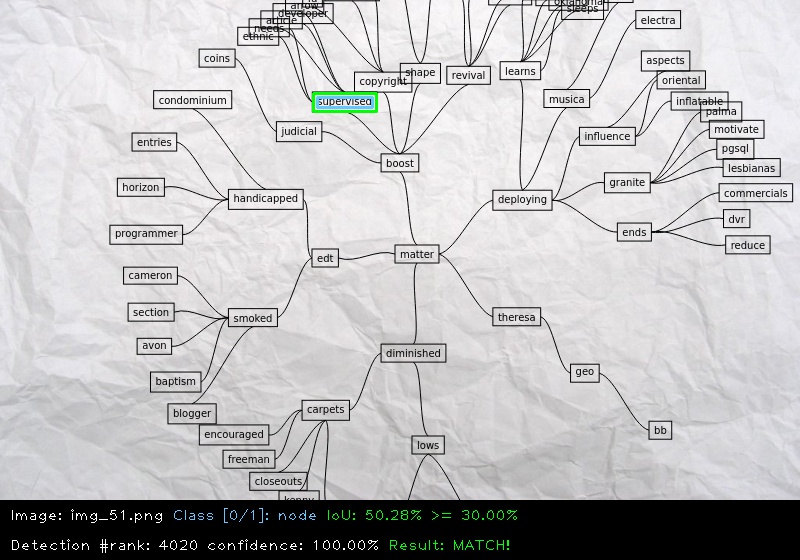 oklahoma
arrow
sleeps
developer
article
electra
needs
ethnic
coins
aspects
shape
learns
revival
oriental
copyright
condominium
supervised
musica
inflatable
palma
judicial
motivate
influence
entries
pgsql
boost
lesbianas
granite
horizon
commercials
handicapped
deploying
dvr
programmer
ends
reduce
matter
edt
cameron
section
smoked
theresa
avon
diminished
geo
baptism
blogger
carpets
encouraged
bb
lows
freeman
closeouts
kenny
Image: img_51.png Class [0/1]: node IoU: 50.28% >= 30.00%
Detection #rank: 4020 confidence: 100.00% Result: MATCH!